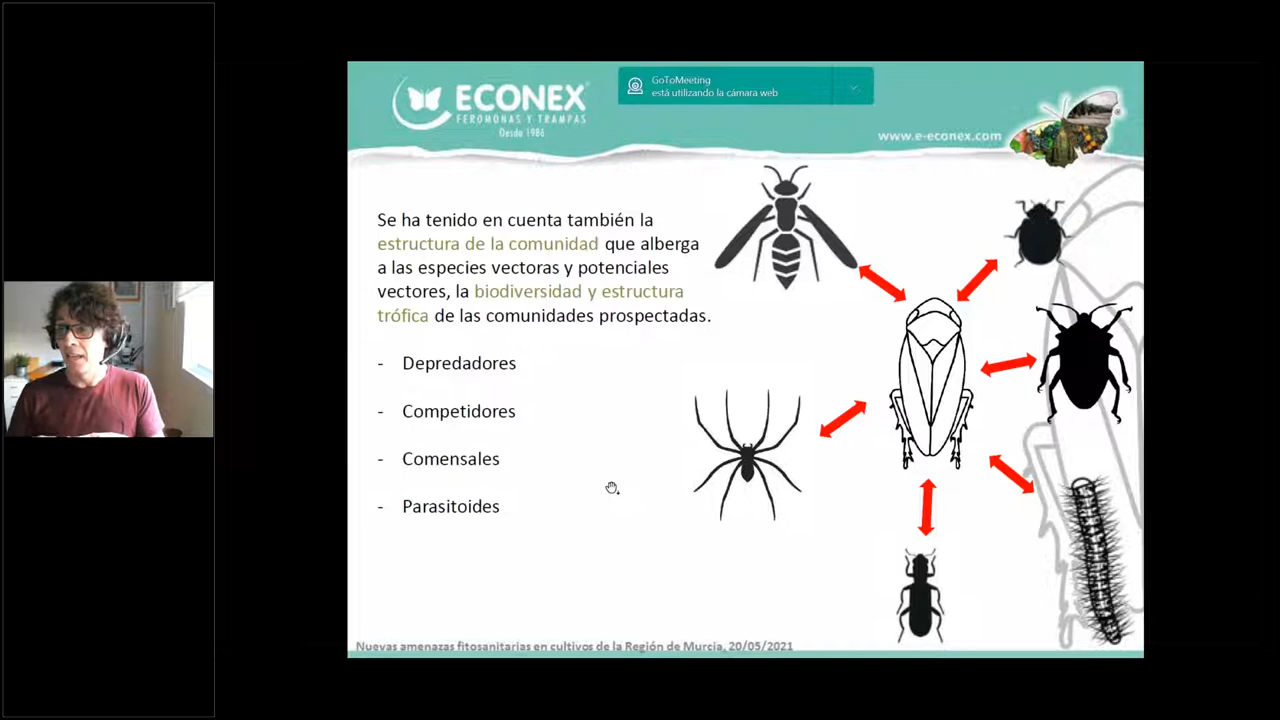 ECONEX
FEROMONAS Y TRAMPAS
Desde 1986
GoToMeeting
está utilizando la cámara web
www.e-econex.com
Se ha tenido en cuenta también la
estructura de la comunidad que alberga
a las especies vectoras y potenciales
vectores, la biodiversidad y estructura
trófica de las comunidades prospectadas.
- Depredadores
- Competidores
- Comensales
- Parasitoides
Nuevas amenazas fitosanitarias en cultivos de la Región de Murcia, 20/05/2021